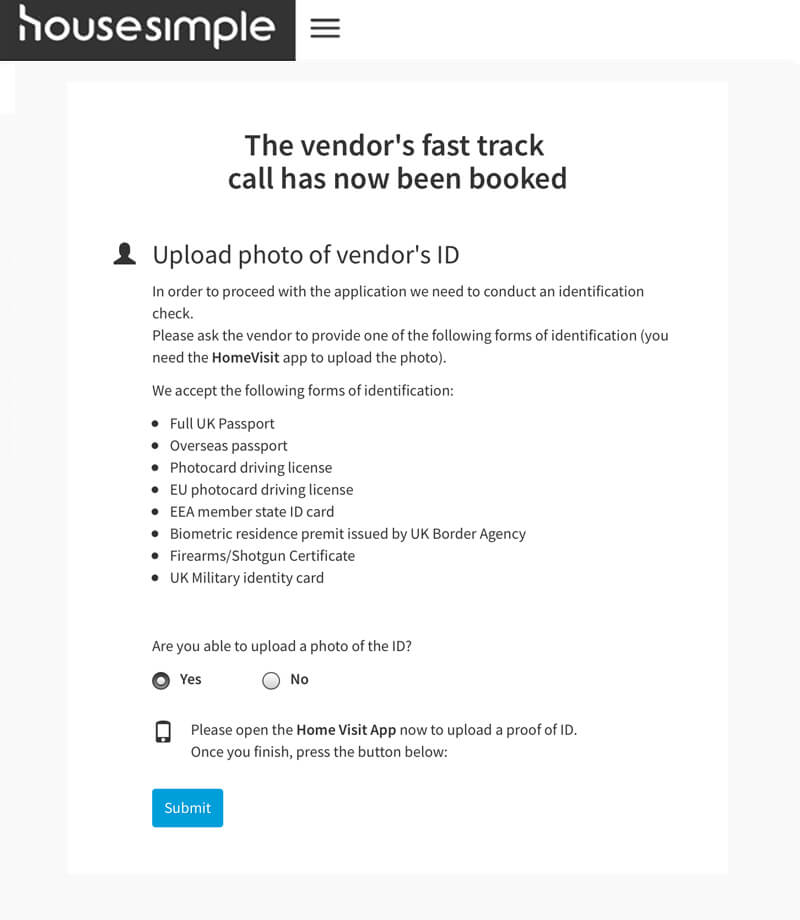 housesimple
The vendor's fast track
call has now been booked
Upload photo of vendor's ID
In order to proceed with the application we need to conduct an identification
check.
Please ask the vendor to provide one of the following forms of identification (you
need the HomeVisit app to upload the photo).
We accept the following forms of identification:
Full UK Passport
Overseas passport
Photocard driving license
EU photocard driving license
EEA member state ID card
Biometric residence premit issued by UK Border Agency
Firearms/Shotgun Certificate
UK Military identity card
Are you able to upload a photo of the ID?
Yes No
Please open the Home Visit App now to upload a proof of ID.
Once you finish, press the button below:
Submit